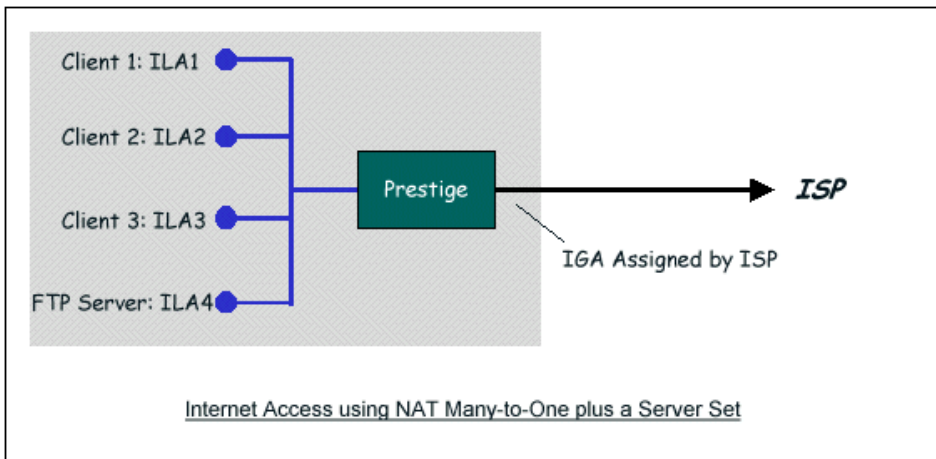 Client 1: ILA1
Client 2: ILA2
Prestige
ISP
Client 3: ILA3
IGA Assigned by ISP
FTP Server: ILA4
Internet Access using NAT Many-to-One plus a Server Set